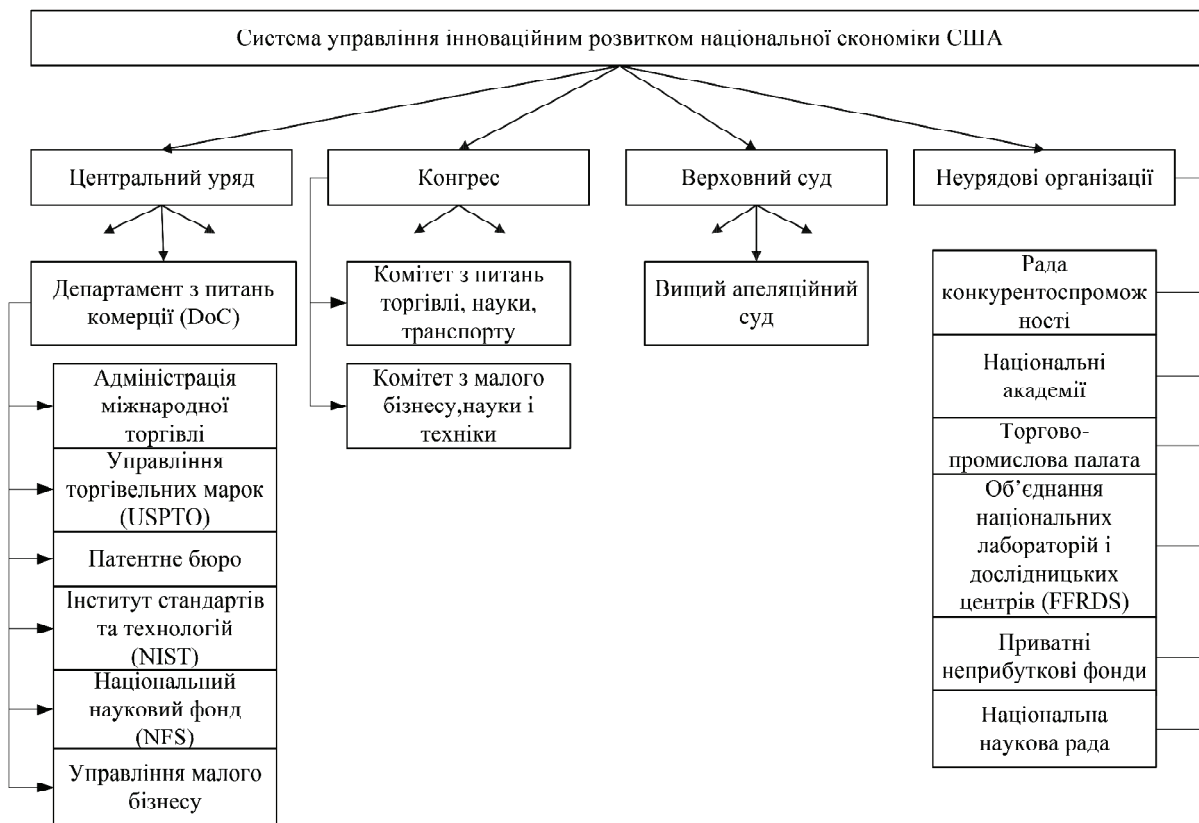 Система управління інноваційним розвитком національної економіки США
Центральний уряд
Конгрес
Верховний суд
Неурядові організації
Департамент з питань
комерції (DoC)
Адміністрація
міжнародної
торгівлі
Управління
торгівельних марок
(USPTO)
Патентне бюро
Інститут стандартів
та технологій
(NIST)
Національний
науковий фонд
(NFS)
Управління малого
бізнесу
Комітет з питань
торгівлі, науки,
транспорту
Комітет з малого
бізнесу,науки і
техніки
Вищий апеляційний
суд
Рада
конкурентоспромож
ності
Національні
академії
Торгово-
промислова палата
Об’єднання
національних
лабораторій і
дослідницьких
центрів (FFRDS)
Приватні
неприбуткові фонди
Національна
наукова рада